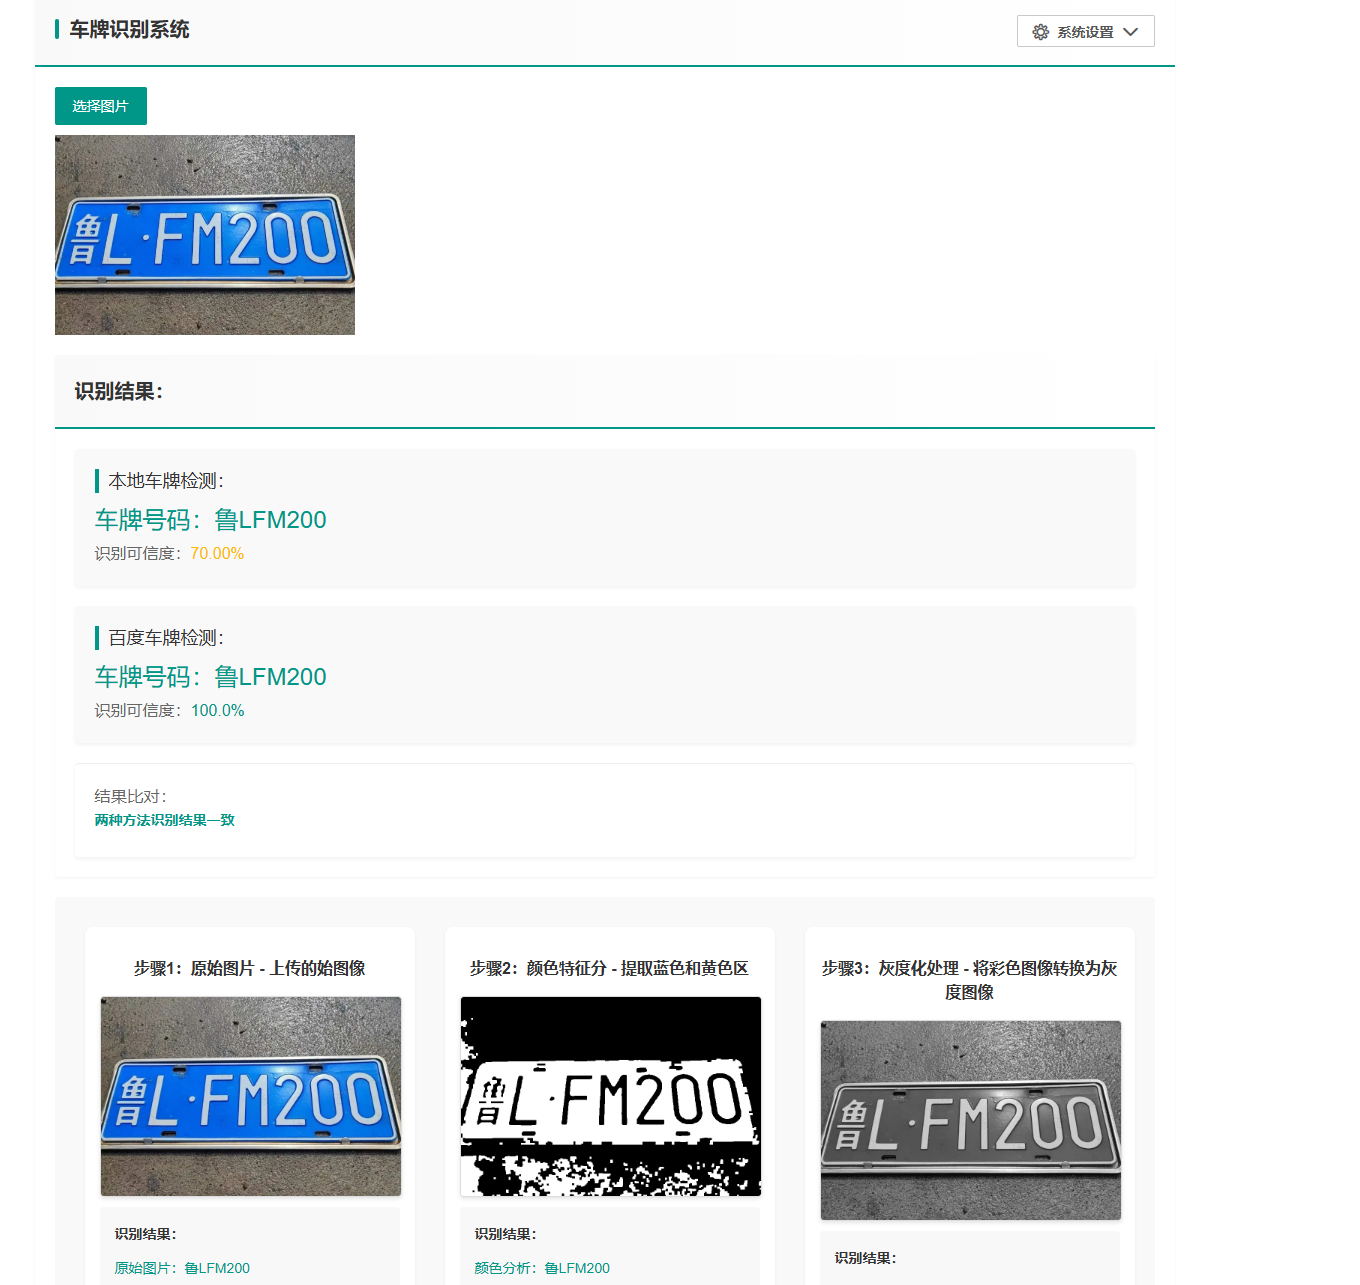 车牌识别系统
系统设置
选择图片
鲁L·FM200
识别结果：
本地车牌检测：
车牌号码：鲁LFM200
识别可信度：70.00%
百度车牌检测：
车牌号码：鲁LFM200
识别可信度：100.0%
结果比对：
两种方法识别结果一致
步骤1：原始图片 - 上传的始图像
鲁L·FM200
识别结果：
原始图片：鲁LFM200
步骤2：颜色特征分 - 提取蓝色和黄色区
鲁L·FM200
识别结果：
颜色分析：鲁LFM200
步骤3：灰度化处理 - 将彩色图像转换为灰
度图像
鲁L·FM200
识别结果：